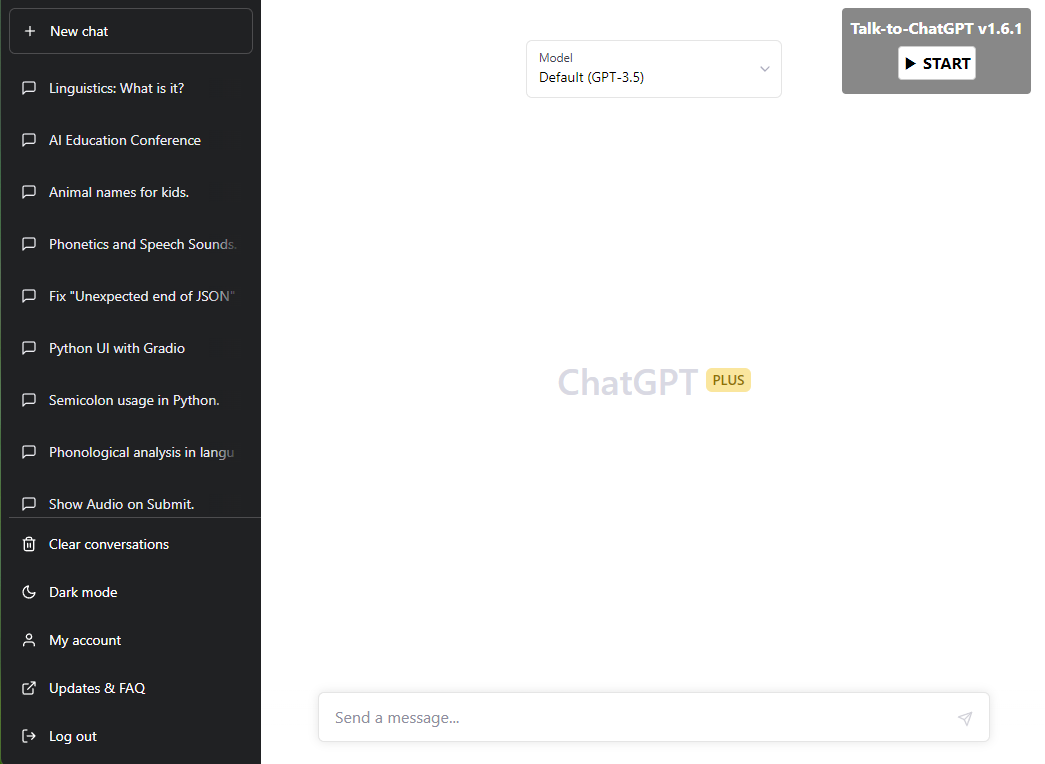 New chat
Linguistics: What is it?
AI Education Conference
Animal names for kids.
Phonetics and Speech Sounds.
Fix "Unexpected end of JSON"
Python UI with Gradio
Semicolon usage in Python.
Phonological analysis in langu
Show Audio on Submit.
Clear conversations
Dark mode
My account
Updates & FAQ
Log out
Model
Default (GPT-3.5)
Talk-to-ChatGPT v1.6.1
START
ChatGPT PLUS
Send a message...